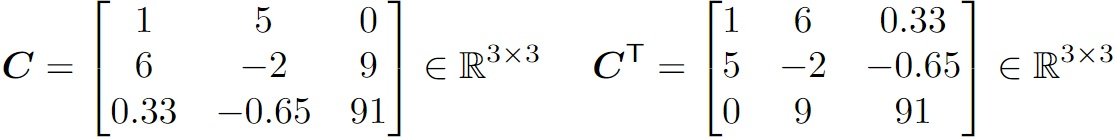 C = [ 1 5 0 ; 6 −2 9 ; 0.33 −0.65 91 ] ∈ ℝ^{3×3}
C^T = [ 1 6 0.33 ; 5 −2 −0.65 ; 0 9 91 ] ∈ ℝ^{3×3}